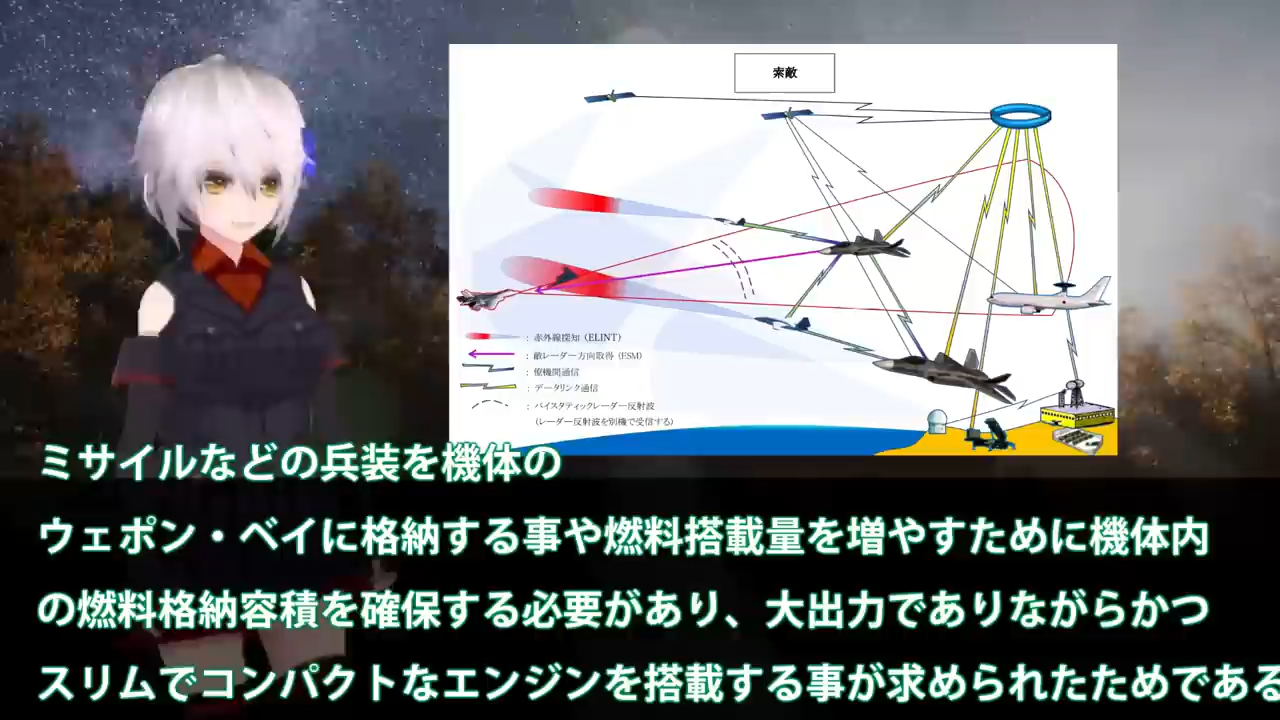 索敵
：赤外線探知（ELINT）
：敵レーダー方向取得（ESM）
：僚機間通信
：データリンク通信
：バイスタティックレーダー反射波
（レーダー反射波を別機で受信する）
ミサイルなどの兵装を機体の
ウェポン・ベイに格納する事や燃料搭載量を増やすために機体内
の燃料格納容積を確保する必要があり、大出力でありながらかつ
スリムでコンパクトなエンジンを搭載する事が求められたためである